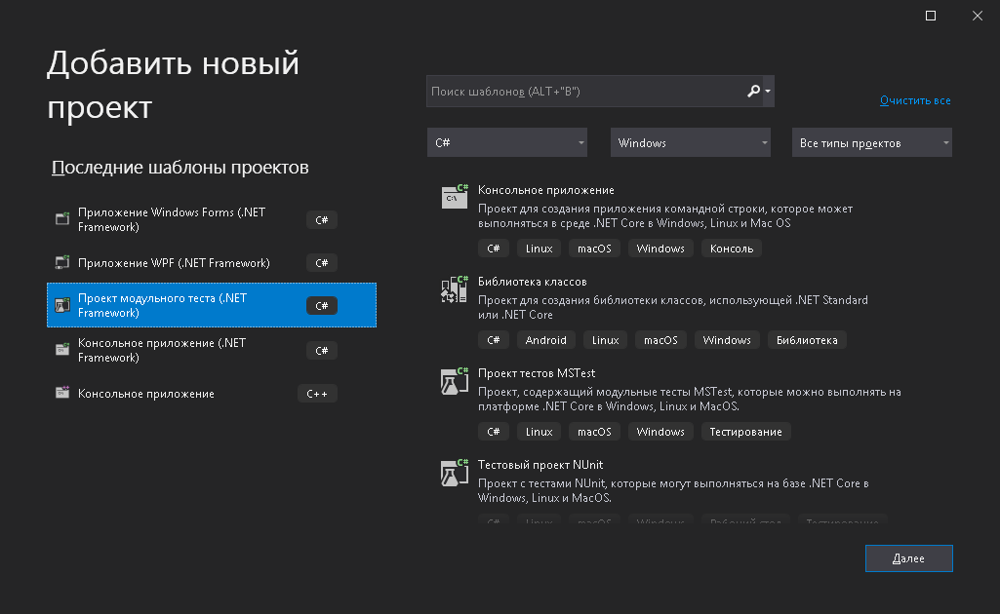 Добавить новый
проект
Последние шаблоны проектов
Приложение Windows Forms (.NET
Framework)
C#
Приложение WPF (.NET Framework)
C#
Проект модульного теста (.NET
Framework)
C#
Консольное приложение (.NET
Framework)
C#
Консольное приложение
C++
Поиск шаблонов (ALT+"B")
Очистить все
C#
Windows
Все типы проектов
Консольное приложение
Проект для создания приложения командной строки, которое может
выполняться в среде .NET Core в Windows, Linux и Mac OS
C# Linux macOS Windows Консоль
Библиотека классов
Проект для создания библиотеки классов, использующей .NET Standard
или .NET Core
C# Android Linux macOS Windows Библиотека
Проект тестов MSTest
Проект, содержащий модульные тесты MSTest, которые можно выполнять на
платформе .NET Core в Windows, Linux и MacOS.
C# Linux macOS Windows Тестирование
Тестовый проект NUnit
Проект с тестами NUnit, которые могут выполняться на базе .NET Core в
Windows, Linux и MacOS.
C# Linux macOS Windows Рабочий стол Тестирование
Далее